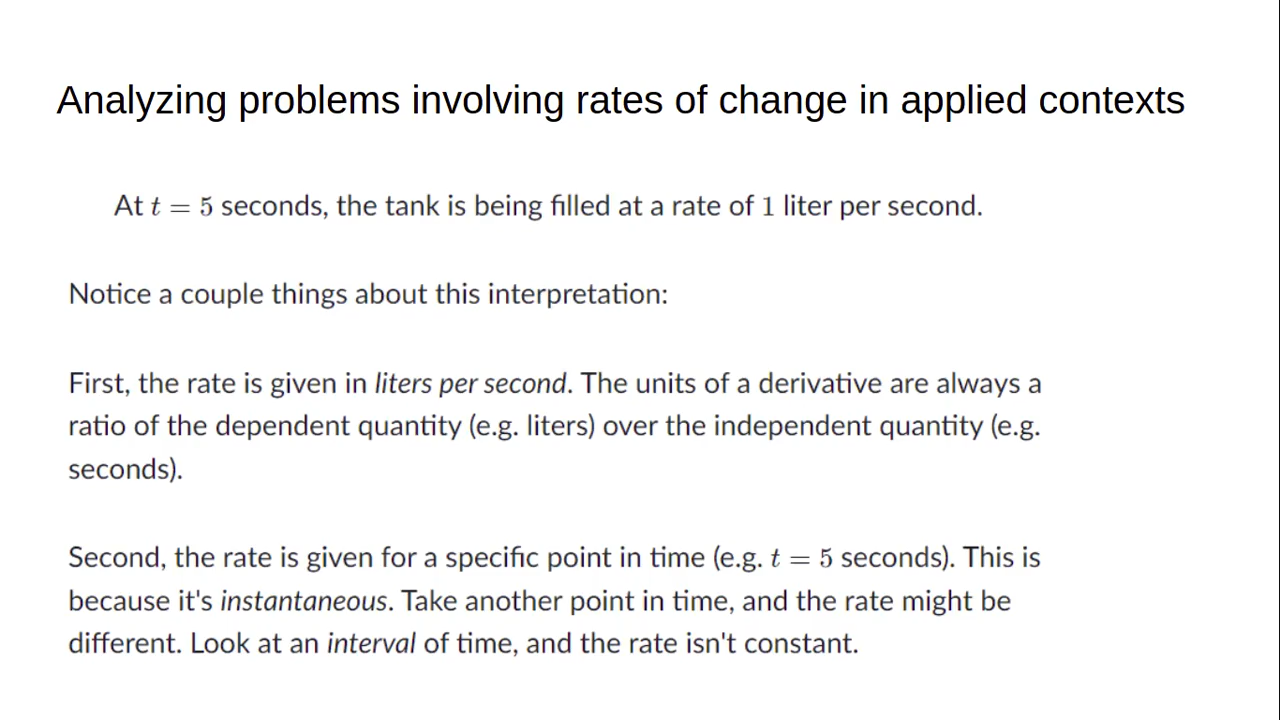 Analyzing problems involving rates of change in applied contexts
At t = 5 seconds, the tank is being filled at a rate of 1 liter per second.
Notice a couple things about this interpretation:
First, the rate is given in liters per second. The units of a derivative are always a
ratio of the dependent quantity (e.g. liters) over the independent quantity (e.g.
seconds).
Second, the rate is given for a specific point in time (e.g. t = 5 seconds). This is
because it's instantaneous. Take another point in time, and the rate might be
different. Look at an interval of time, and the rate isn't constant.